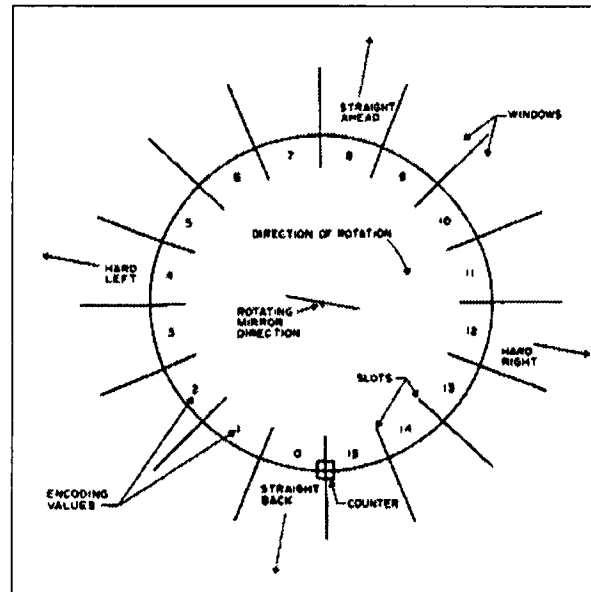 STRAIGHT
AHEAD
WINDOWS
7
8
6
9
5
10
DIRECTION OF ROTATION
HARD
LEFT
4
11
ROTATING
MIRROR
DIRECTION
3
12
HARD
RIGHT
SLOTS
2
13
1
14
0
15
ENCODING
VALUES
STRAIGHT
BACK
COUNTER